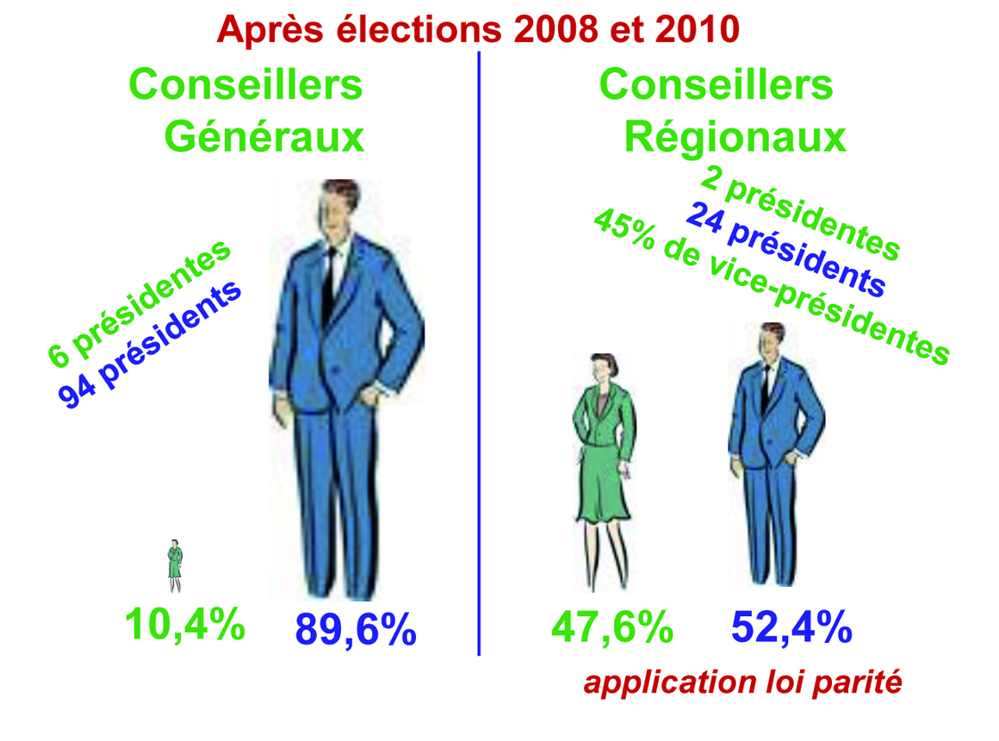 Après élections 2008 et 2010
Conseillers
Généraux
6 présidentes
94 présidents
10,4%
89,6%
Conseillers
Régionaux
2 présidentes
24 présidents
45% de vice-présidentes
47,6%
52,4%
application loi parité